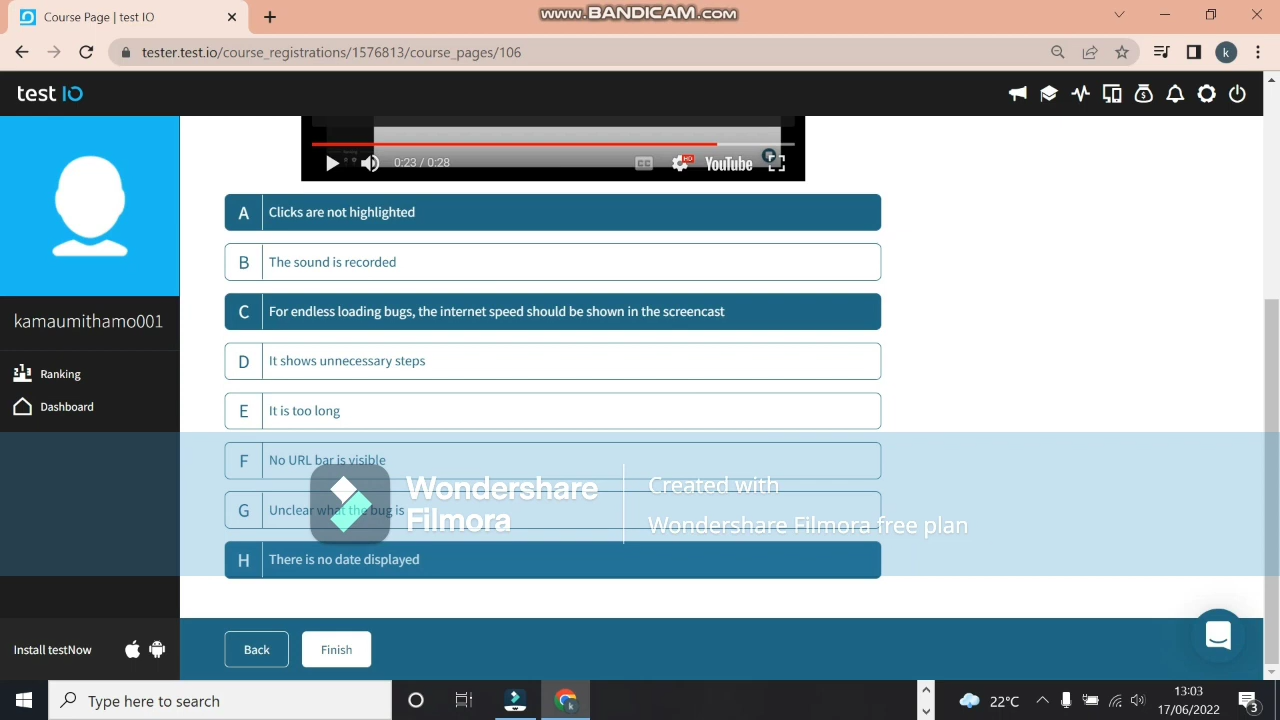 www.BANDICAM.com
Course Page | test IO
tester.test.io/course_registrations/1576813/course_pages/106
k
test IO
0:23 / 0:28
CC
HD
YouTube
A Clicks are not highlighted
B The sound is recorded
C For endless loading bugs, the internet speed should be shown in the screencast
kamaumithamo001
D It shows unnecessary steps
Ranking
Dashboard
E It is too long
F No URL bar is visible
Wondershare
Filmora
Created with
Wondershare Filmora free plan
G Unclear what the bug is
H There is no date displayed
Install testNow
Back
Finish
Type here to search
22°C
13:03
17/06/2022
3